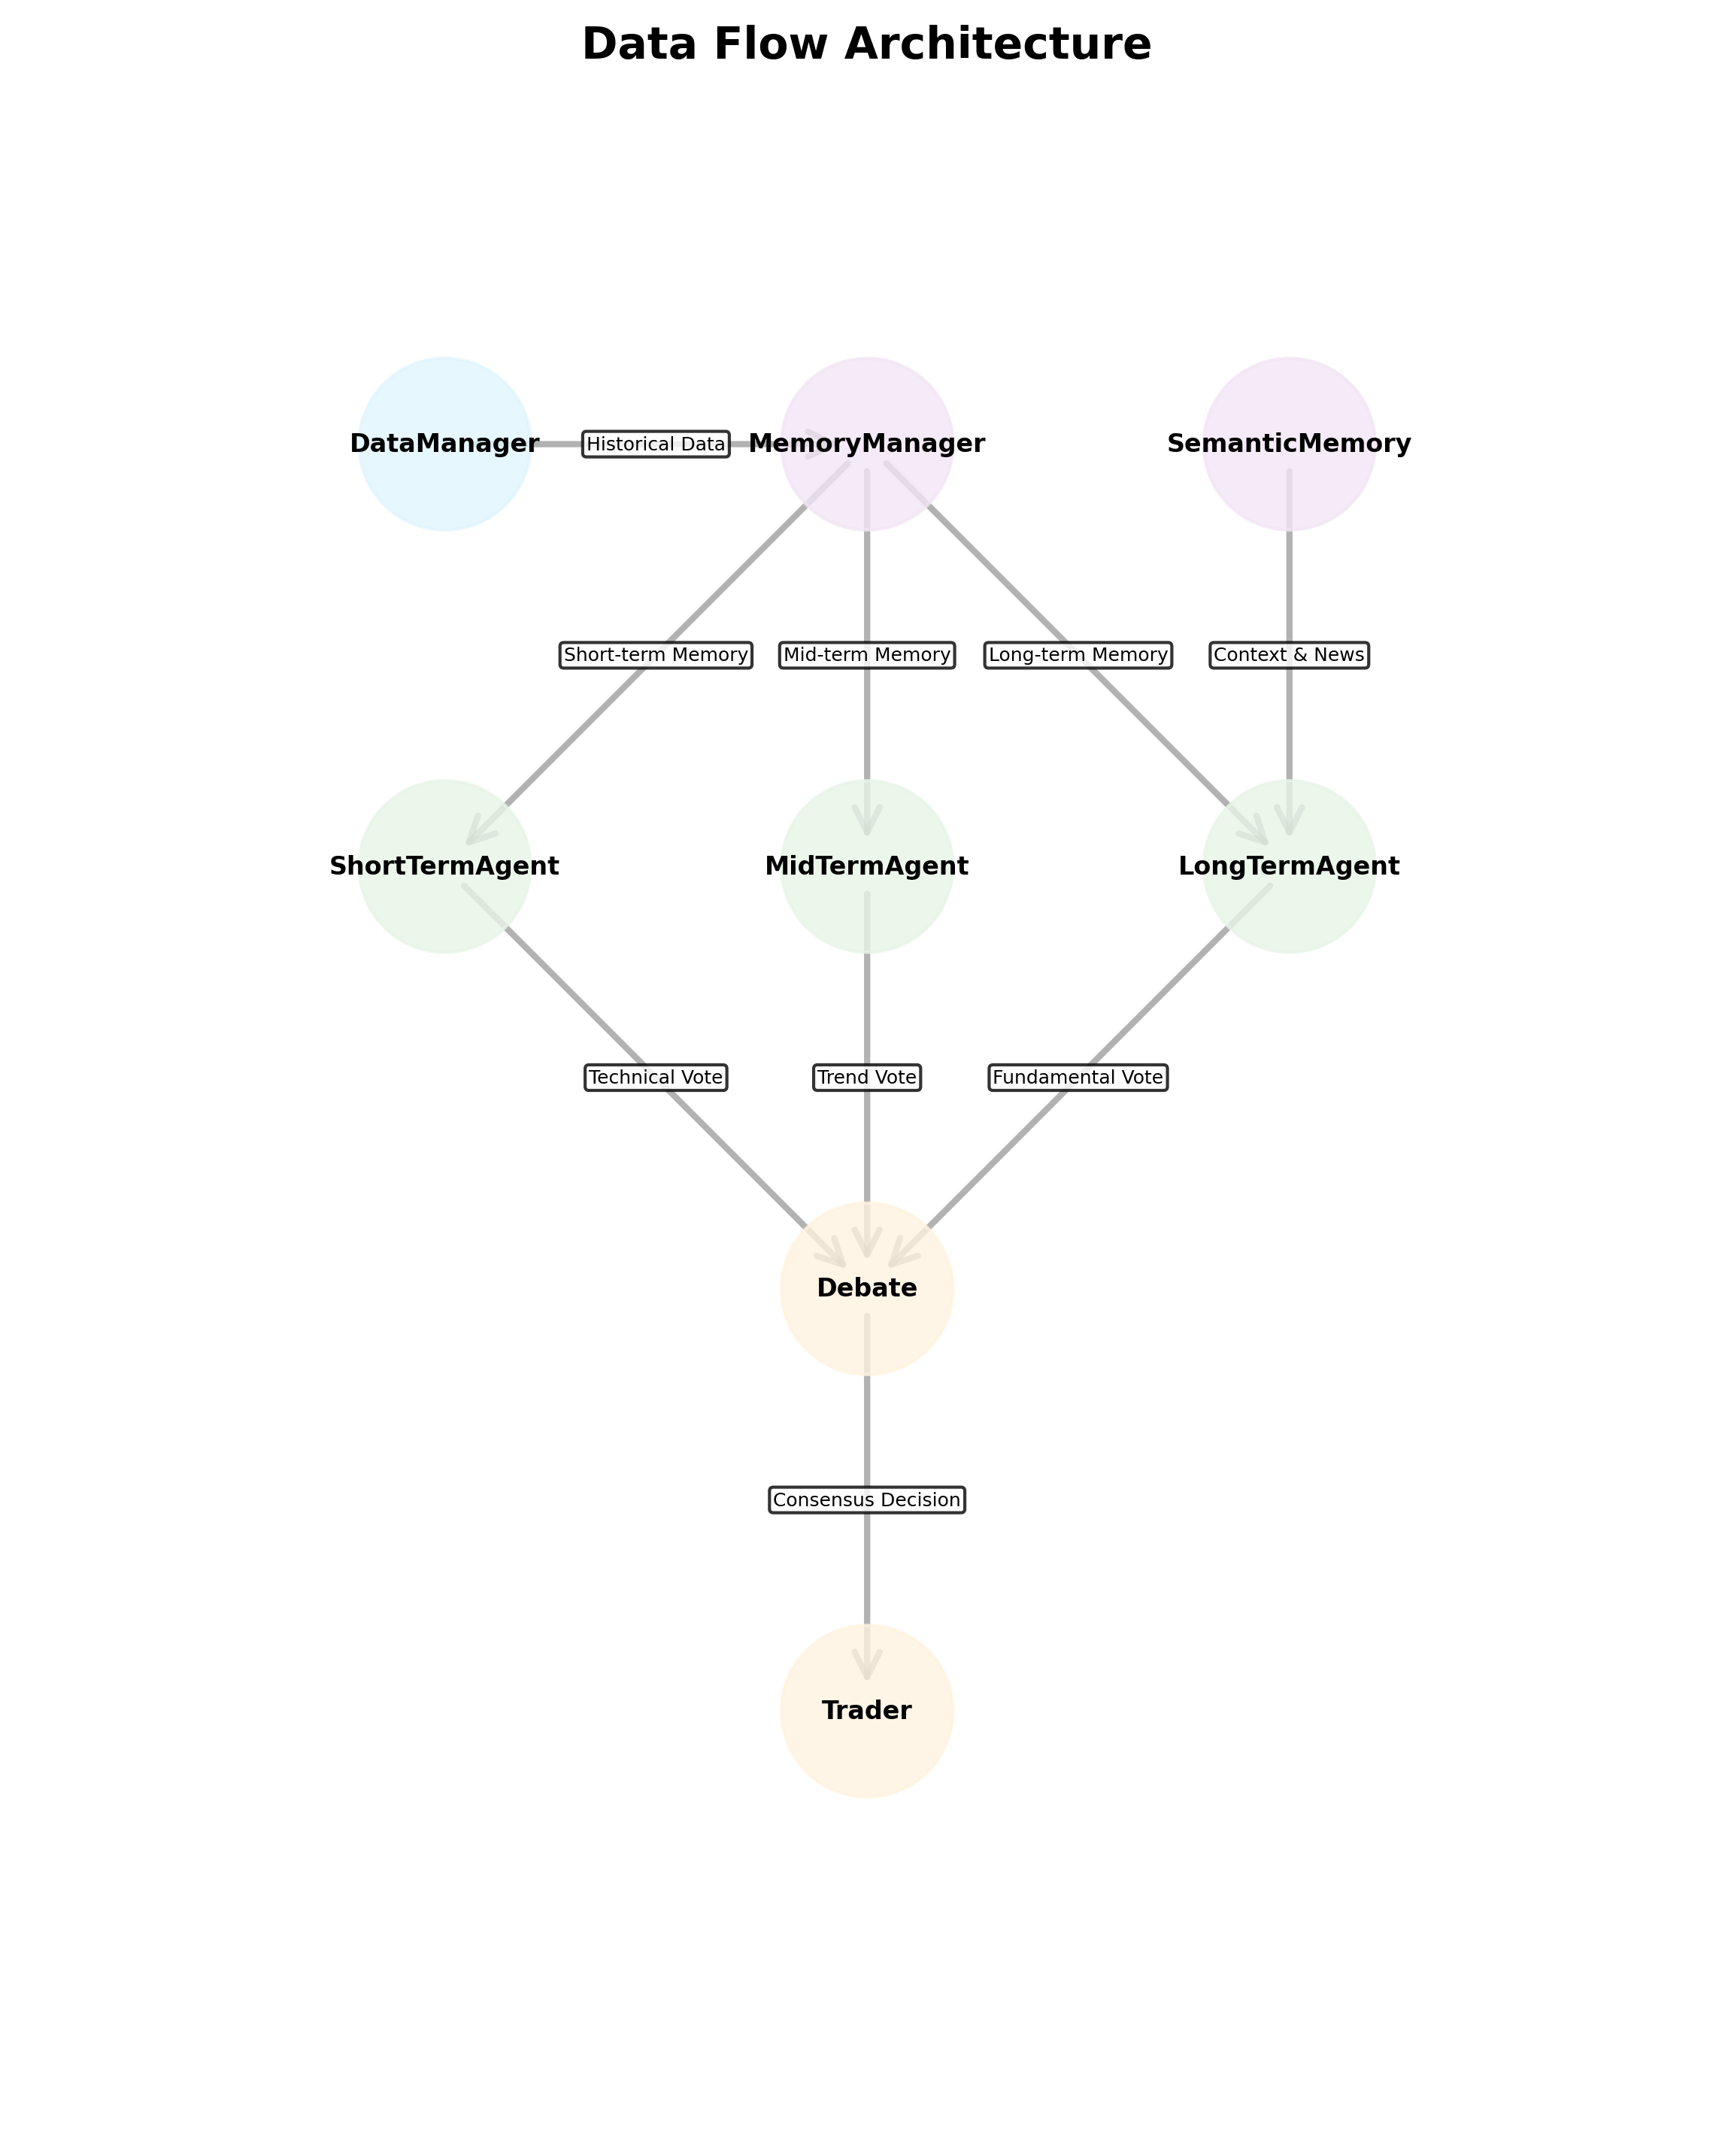 Data Flow Architecture
DataManager
Historical Data
MemoryManager
SemanticMemory
Short-term Memory
Mid-term Memory
Long-term Memory
Context & News
ShortTermAgent
MidTermAgent
LongTermAgent
Technical Vote
Trend Vote
Fundamental Vote
Debate
Consensus Decision
Trader